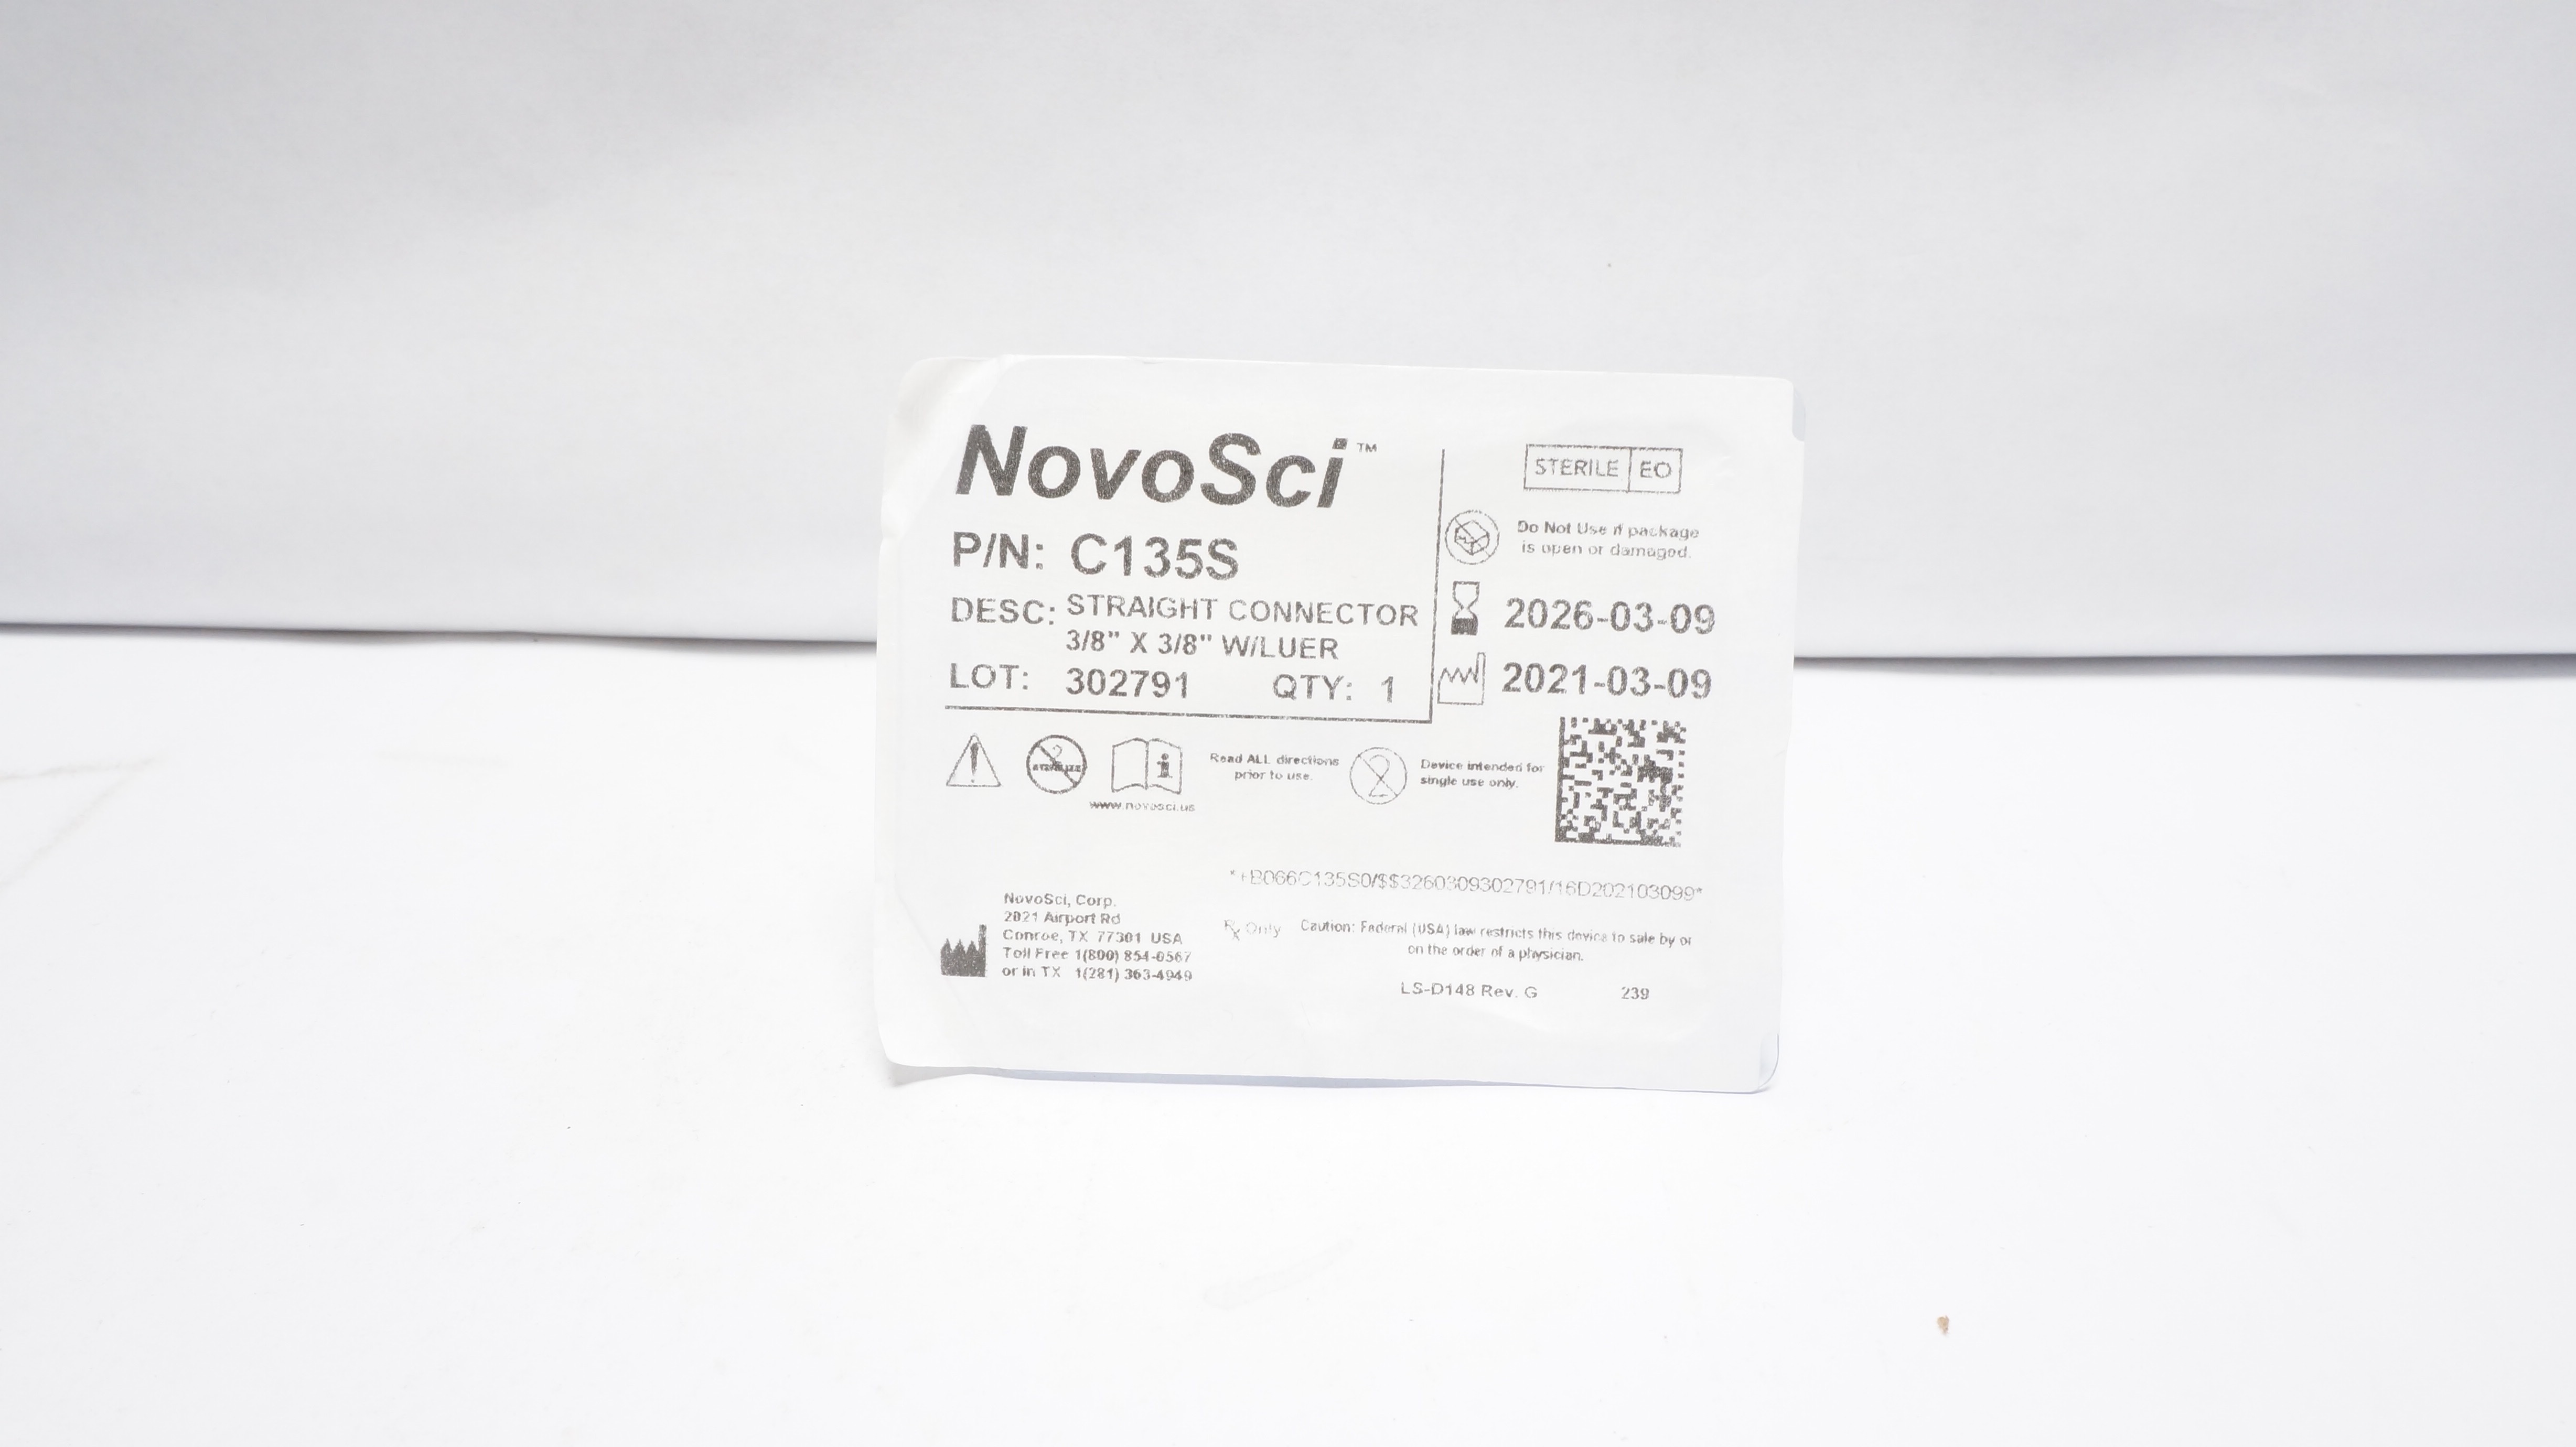 NovoSci™
P/N: C135S
DESC: STRAIGHT CONNECTOR
3/8" X 3/8" W/LUER
LOT: 302791 QTY: 1
STERILE EO
Do Not Use if package
is open or damaged.
2026-03-09
2021-03-09
2
STERILIZE
i
www.novosci.us
Read ALL directions
prior to use.
2
Device intended for
single use only.
*+B066C135S0/$$3260309302791/16D202103099*
NovoSci, Corp.
2021 Airport Rd
Conroe, TX 77301 USA
Toll Free 1(800) 854-0567
or in TX 1(281) 363-4949
Rx Only
Caution: Federal (USA) law restricts this device to sale by or
on the order of a physician.
LS-D148 Rev. G 239